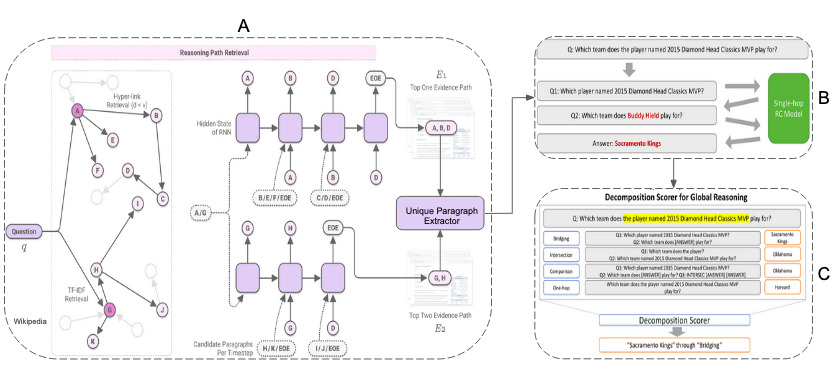 A
Reasoning Path Retrieval
Hyper-link
Retrieval (d < v)
A
B
E
F
D
C
I
H
G
J
K
TF-IDF
Retrieval
Question
q
Wikipedia
A
B
D
EOE
Hidden State
of RNN
A
B
D
B/E/F/EOE
C/D/EOE
A/G
G
H
EOE
G
D
H/K/EOE
I/J/EOE
Candidate Paragraphs
Per Timestep
E1
Top One Evidence Path
A, B, D
Unique Paragraph
Extractor
G, H
Top Two Evidence Path
E2
B
Q: Which team does the player named 2015 Diamond Head Classics MVP play for?
Q1: Which player named 2015 Diamond Head Classics MVP?
Q2: Which team does Buddy Hield play for?
Answer: Sacramento Kings
Single-hop
RC Model
C
Decomposition Scorer for Global Reasoning
Q: Which team does the player named 2015 Diamond Head Classics MVP play for?
Bridging
Q1: Which player named 2015 Diamond Head Classics MVP?
Q2: Which team does [ANSWER] play for?
Sacramento
Kings
Intersection
Q1: Which team does the player?
Q2: Which team named 2015 Diamond Head Classics MVP play for?
OMahoma
Comparison
Q1: Which player named 2015 Diamond Head Classics MVP
Q2: Which team does [ANSWER] play for? Q3: INTERSEC [ANSWER] [ANSWER]
OMahoma
One-hop
Which team does the player named 2015 Diamond Head Classics MVP
play for?
Harvard
Decomposition Scorer
"Sacramento Kings" through "Bridging"